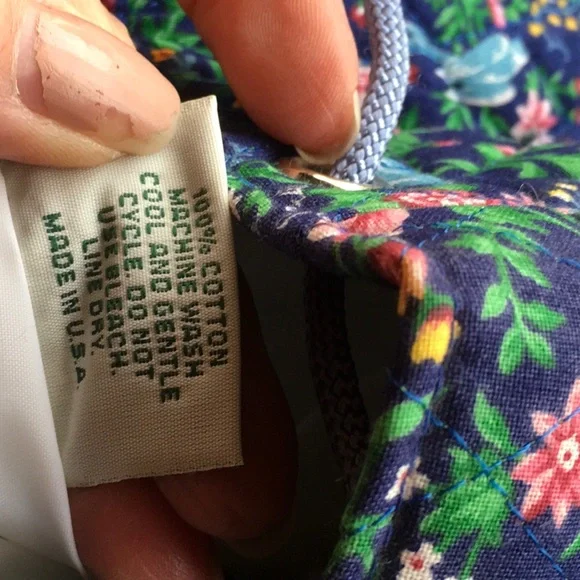 100% COTTON
MACHINE WASH
COOL AND GENTLE
CYCLE. DO NOT
USE BLEACH.
LINE DRY.
MADE IN U.S.A